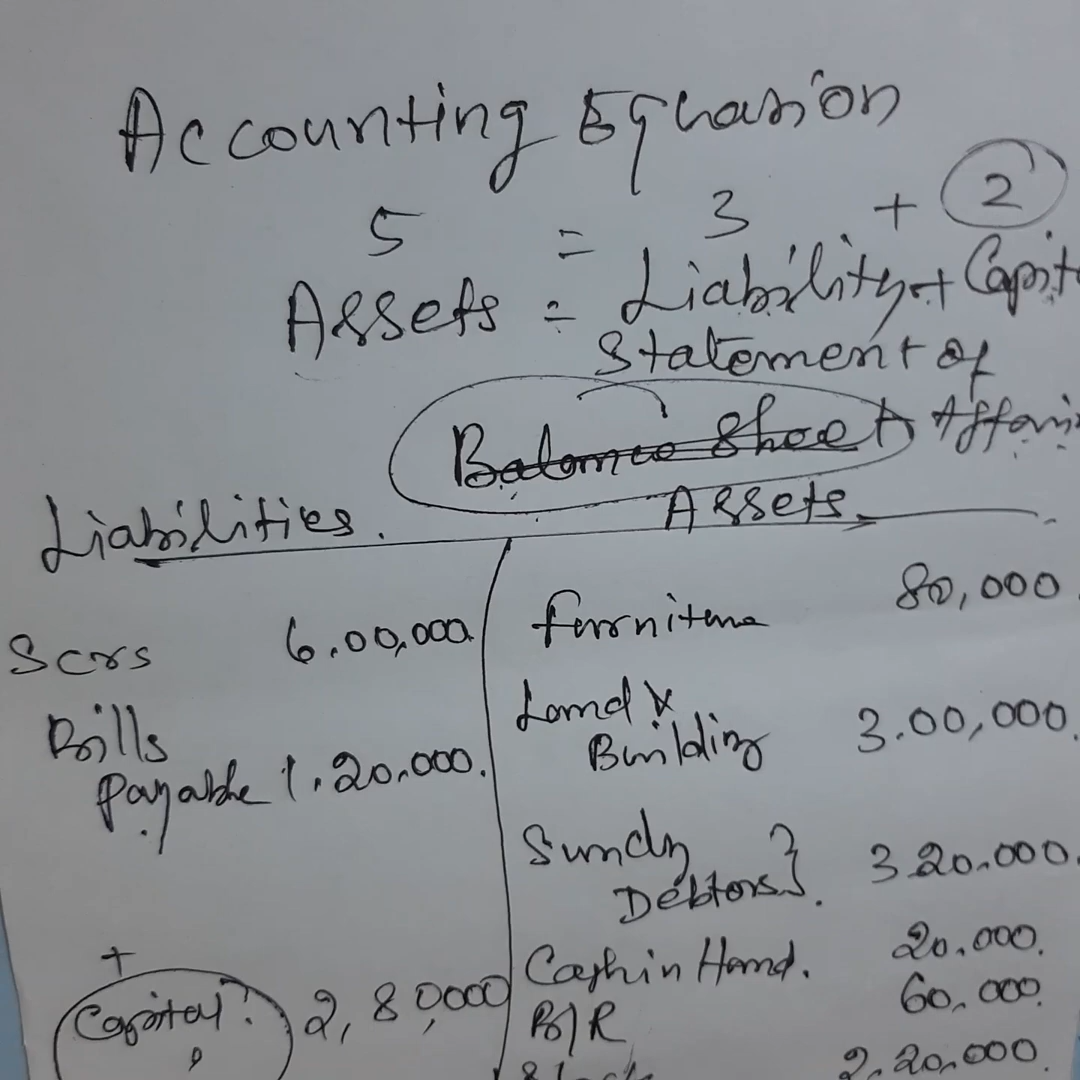 Accounting Equation
5 = 3 + 2
Assets = Liability + Capit
Statement of
Balance Sheet Affairs
Liabilities. Assets
Scrs 6,00,000
Bills
Payable 1,20,000.
+
Capital? 2,80,000
Furniture 80,000
Land &
Building 3.00,000.
Sundry
Debtors }. 3.20.000.
Cash in Hand. 20.000.
B/R 60.000.
2.20.000.